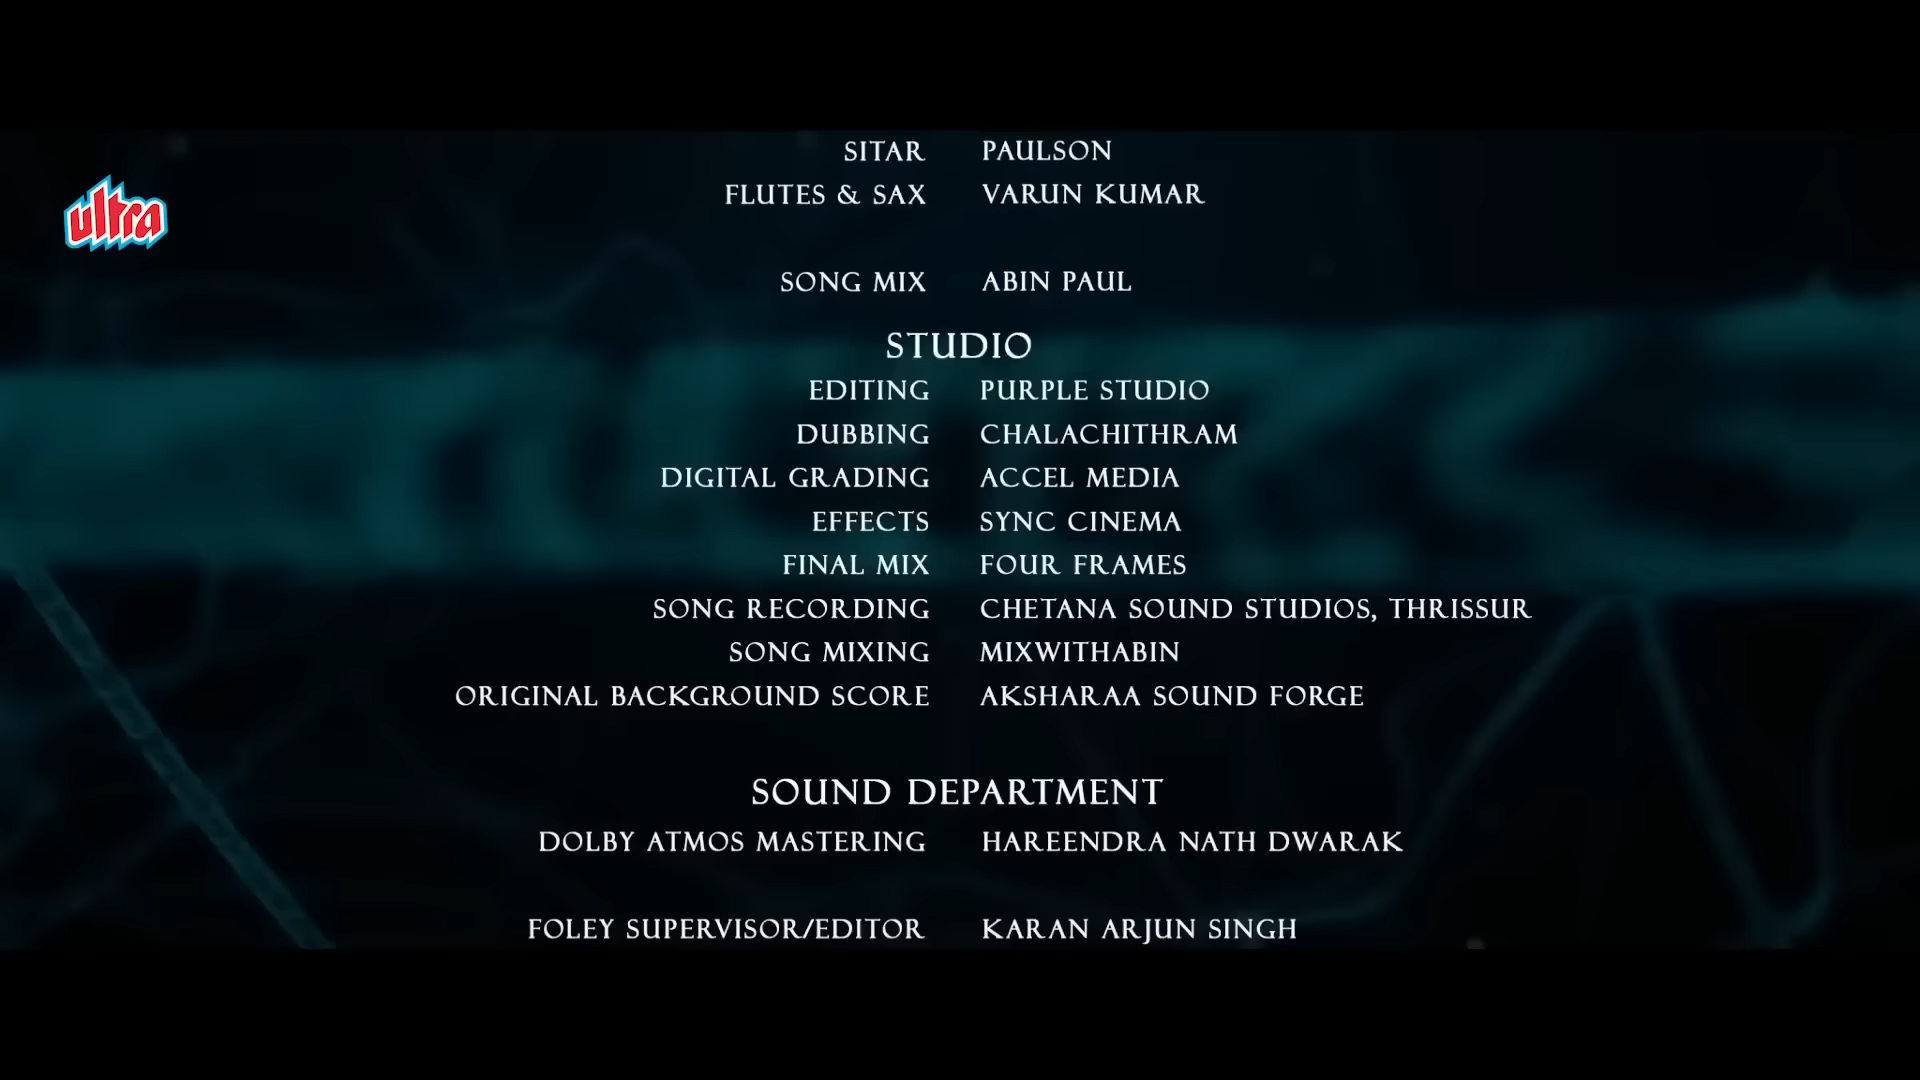 SITAR PAULSON
ultra
FLUTES & SAX VARUN KUMAR
SONG MIX ABIN PAUL
STUDIO
EDITING PURPLE STUDIO
DUBBING CHALACHITHRAM
DIGITAL GRADING ACCEL MEDIA
EFFECTS SYNC CINEMA
FINAL MIX FOUR FRAMES
SONG RECORDING CHETANA SOUND STUDIOS, THRISSUR
SONG MIXING MIXWITHABIN
ORIGINAL BACKGROUND SCORE AKSHARAA SOUND FORGE
SOUND DEPARTMENT
DOLBY ATMOS MASTERING HAREENDRA NATH DWARAK
FOLEY SUPERVISOR/EDITOR KARAN ARJUN SINGH